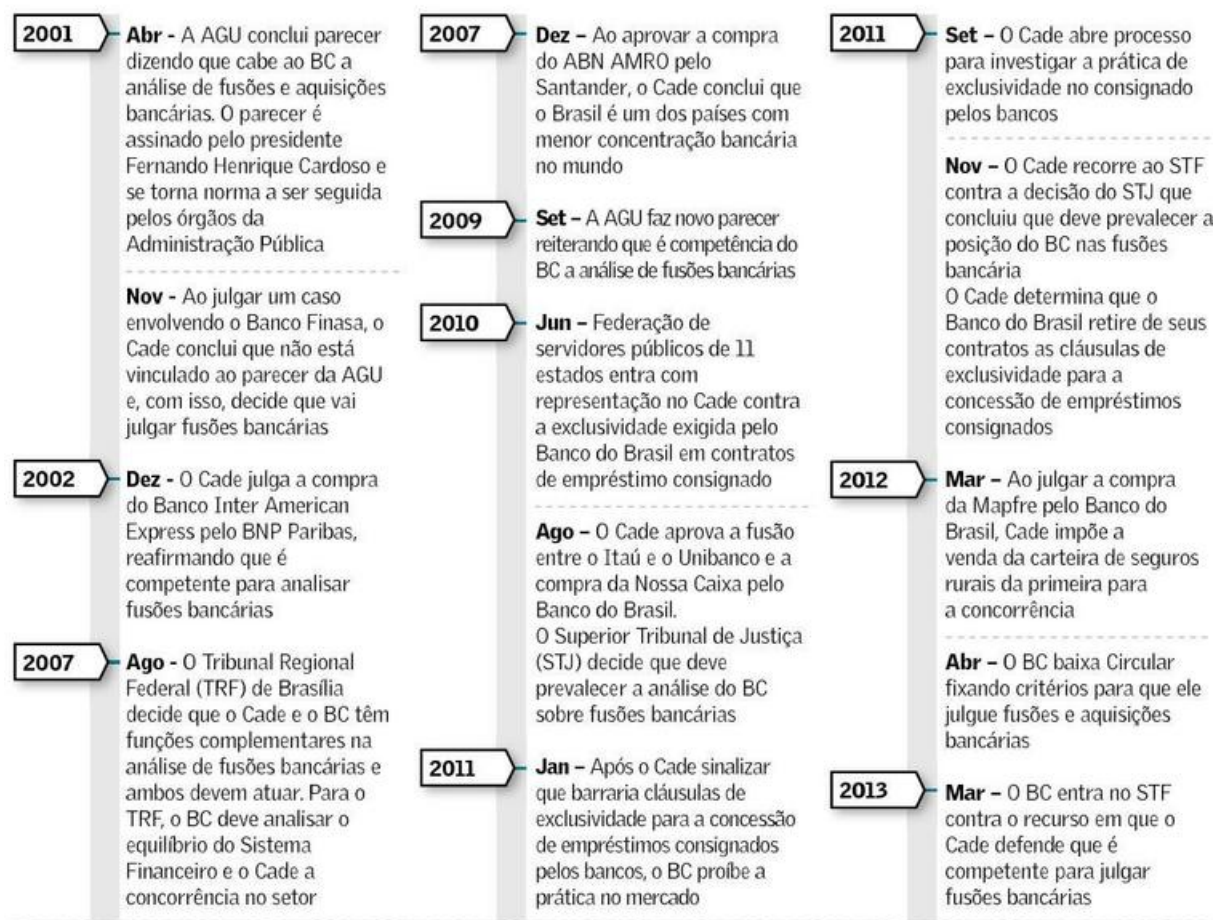 2001
Abr - A AGU conclui parecer
dizendo que cabe ao BC a
análise de fusões e aquisições
bancárias. O parecer é
assinado pelo presidente
Fernando Henrique Cardoso e
se torna norma a ser seguida
pelos órgãos da
Administração Pública
Nov - Ao julgar um caso
envolvendo o Banco Finasa, o
Cade conclui que não está
vinculado ao parecer da AGU
e, com isso, decide que vai
julgar fusões bancárias
2002
Dez - O Cade julga a compra
do Banco Inter American
Express pelo BNP Paribas,
reafirmando que é
competente para analisar
fusões bancárias
2007
Ago - O Tribunal Regional
Federal (TRF) de Brasília
decide que o Cade e o BC têm
funções complementares na
análise de fusões bancárias e
ambos devem atuar. Para o
TRF, o BC deve analisar o
equilíbrio do Sistema
Financeiro e o Cade a
concorrência no setor
2007
Dez – Ao aprovar a compra
do ABN AMRO pelo
Santander, o Cade conclui que
o Brasil é um dos países com
menor concentração bancária
no mundo
2009
Set – A AGU faz novo parecer
reiterando que é competência do
BC a análise de fusões bancárias
2010
Jun – Federação de
servidores públicos de 11
estados entra com
representação no Cade contra
a exclusividade exigida pelo
Banco do Brasil em contratos
de empréstimo consignado
Ago – O Cade aprova a fusão
entre o Itaú e o Unibanco e a
compra da Nossa Caixa pelo
Banco do Brasil.
O Superior Tribunal de Justiça
(STJ) decide que deve
prevalecer a análise do BC
sobre fusões bancárias
2011
Jan – Após o Cade sinalizar
que barraria cláusulas de
exclusividade para a concessão
de empréstimos consignados
pelos bancos, o BC proíbe a
prática no mercado
2011
Set – O Cade abre processo
para investigar a prática de
exclusividade no consignado
pelos bancos
Nov – O Cade recorre ao STF
contra a decisão do STJ que
concluiu que deve prevalecer a
posição do BC nas fusões
bancária
O Cade determina que o
Banco do Brasil retire de seus
contratos as cláusulas de
exclusividade para a
concessão de empréstimos
consignados
2012
Mar – Ao julgar a compra
da Mapfre pelo Banco do
Brasil, Cade impõe a
venda da carteira de seguros
rurais da primeira para
a concorrência
Abr – O BC baixa Circular
fixando critérios para que ele
julgue fusões e aquisições
bancárias
2013
Mar – O BC entra no STF
contra o recurso em que o
Cade defende que é
competente para julgar
fusões bancárias